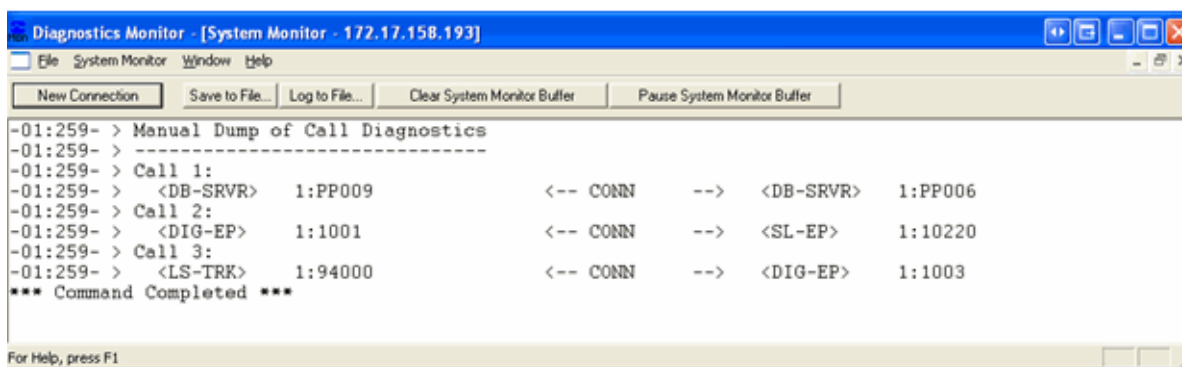 Diagnostics Monitor - [System Monitor - 172.17.158.193]
File System Monitor Window Help
New Connection Save to File... Log to File... Clear System Monitor Buffer Pause System Monitor Buffer
-01:259- > Manual Dump of Call Diagnostics
-01:259- > --------------------------------
-01:259- > Call 1:
-01:259- > <DB-SRVR> 1:PP009 <-- CONN --> <DB-SRVR> 1:PP006
-01:259- > Call 2:
-01:259- > <DIG-EP> 1:1001 <-- CONN --> <SL-EP> 1:10220
-01:259- > Call 3:
-01:259- > <LS-TRK> 1:94000 <-- CONN --> <DIG-EP> 1:1003
*** Command Completed ***
For Help, press F1